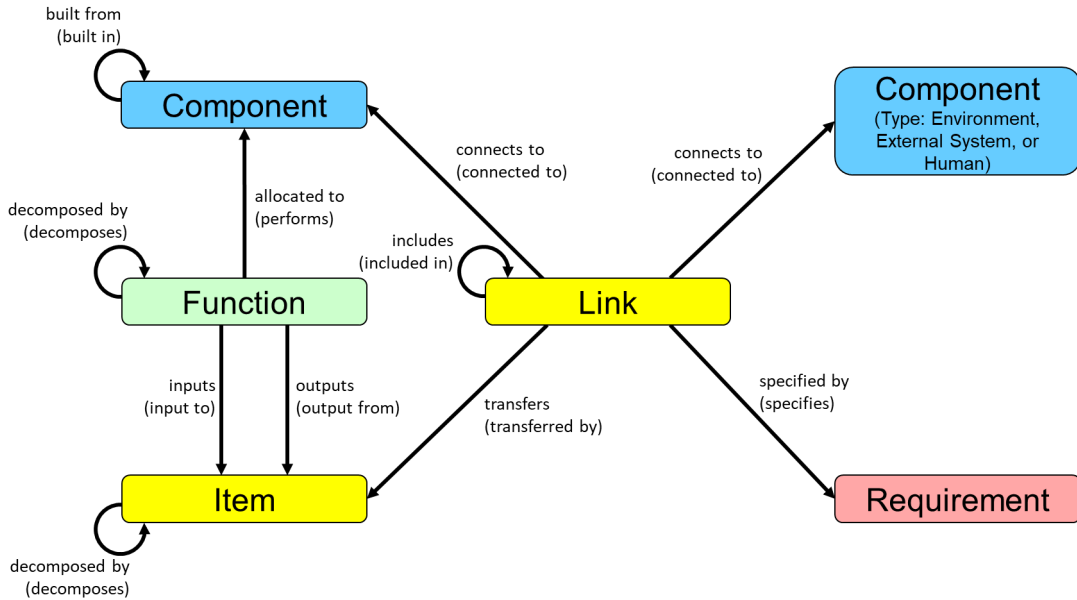 built from
(built in)
Component
Component
(Type: Environment,
External System, or
Human)
connects to
(connected to)
connects to
(connected to)
allocated to
(performs)
decomposed by
(decomposes)
includes
(included in)
Function
Link
inputs
(input to)
outputs
(output from)
transfers
(transferred by)
specified by
(specifies)
Item
Requirement
decomposed by
(decomposes)